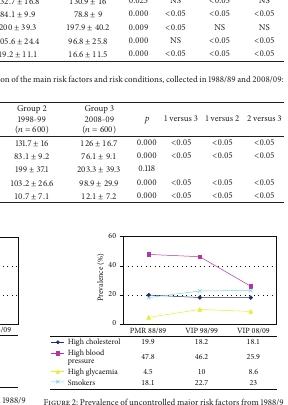 132.7 ± 16.8 130.9 ± 16 0.025 NS <0.05 NS
84.1 ± 9.9 78.8 ± 9 0.000 <0.05 <0.05 <0.05
200 ± 39.3 197.9 ± 40.2 0.009 <0.05 NS NS
105.6 ± 24.4 96.8 ± 25.8 0.000 NS <0.05 <0.05
19.2 ± 11.1 16.6 ± 11.5 0.000 <0.05 <0.05 <0.05
on of the main risk factors and risk conditions, collected in 1988/89 and 2008/09:
Group 2 Group 3
1998–99 2008–09 p 1 versus 3 1 versus 2 2 versus 3
(n = 600) (n = 600)
131.7 ± 16 126 ± 16.7 0.000 <0.05 <0.05 <0.05
83.1 ± 9.2 76.1 ± 9.1 0.000 <0.05 <0.05 <0.05
199 ± 37.1 203.3 ± 39.3 0.118
103.2 ± 26.6 98.9 ± 29.9 0.000 <0.05 <0.05 <0.05
10.7 ± 7.1 12.1 ± 7.2 0.000 <0.05 <0.05 <0.05
60
40
20
0
Prevalence (%)
/09 PMR 88/89 VIP 98/99 VIP 08/09
High cholesterol 19.9 18.2 18.1
High blood pressure 47.8 46.2 25.9
High glycaemia 4.5 10 8.6
Smokers 18.1 22.7 23
1988/9 FIGURE 2: Prevalence of uncontrolled major risk factors from 1988/9